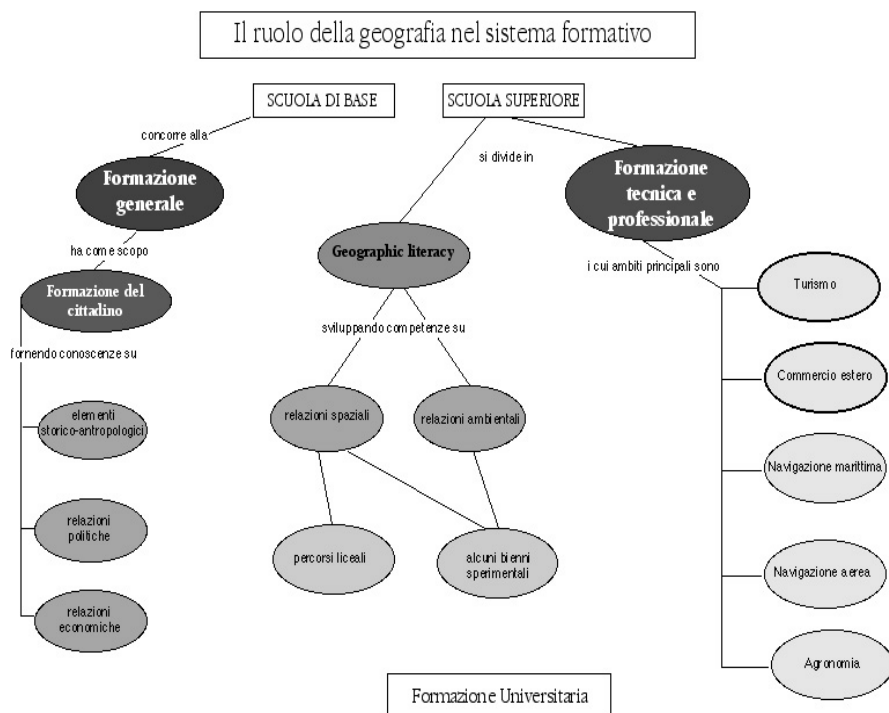 Il ruolo della geografia nel sistema formativo
SCUOLA DI BASE
SCUOLA SUPERIORE
concorre alla
si divide in
Formazione
generale
Formazione
tecnica e
professionale
ha come scopo
Geographic literacy
i cui ambiti principali sono
Formazione del
cittadino
Turismo
sviluppando competenze su
fornendo conoscenze su
Commercio estero
elementi
storico-antropologici
relazioni spaziali
relazioni ambientali
Navigazione marittima
relazioni
politiche
percorsi liceali
alcuni bienni
sperimentali
Navigazione aerea
relazioni
economiche
Agronomia
Formazione Universitaria